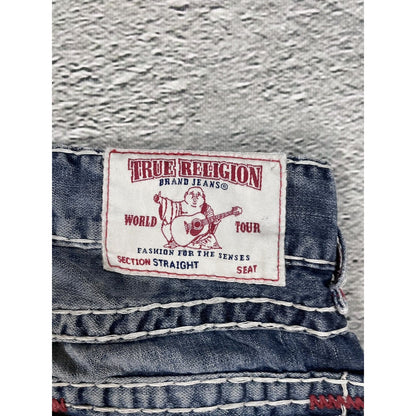 TRUE RELIGION
BRAND JEANS®
WORLD TOUR
FASHION FOR THE SENSES
SECTION STRAIGHT SEAT